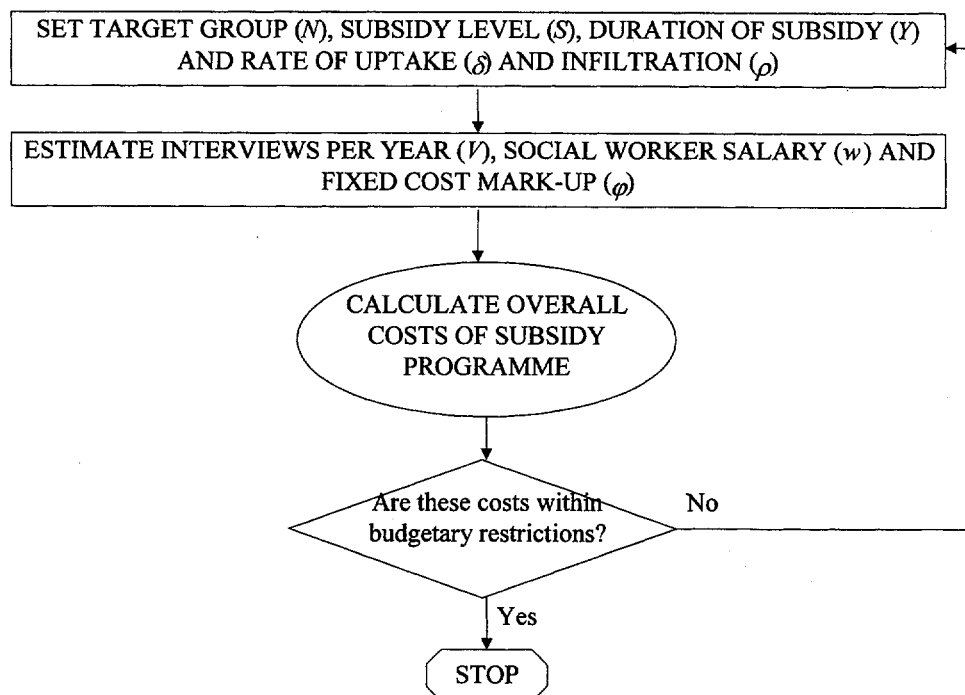 SET TARGET GROUP (N), SUBSIDY LEVEL (S), DURATION OF SUBSIDY (Y)
AND RATE OF UPTAKE (δ) AND INFILTRATION (ρ)
ESTIMATE INTERVIEWS PER YEAR (V), SOCIAL WORKER SALARY (w) AND
FIXED COST MARK-UP (φ)
CALCULATE OVERALL
COSTS OF SUBSIDY
PROGRAMME
Are these costs within
budgetary restrictions?
No
Yes
STOP